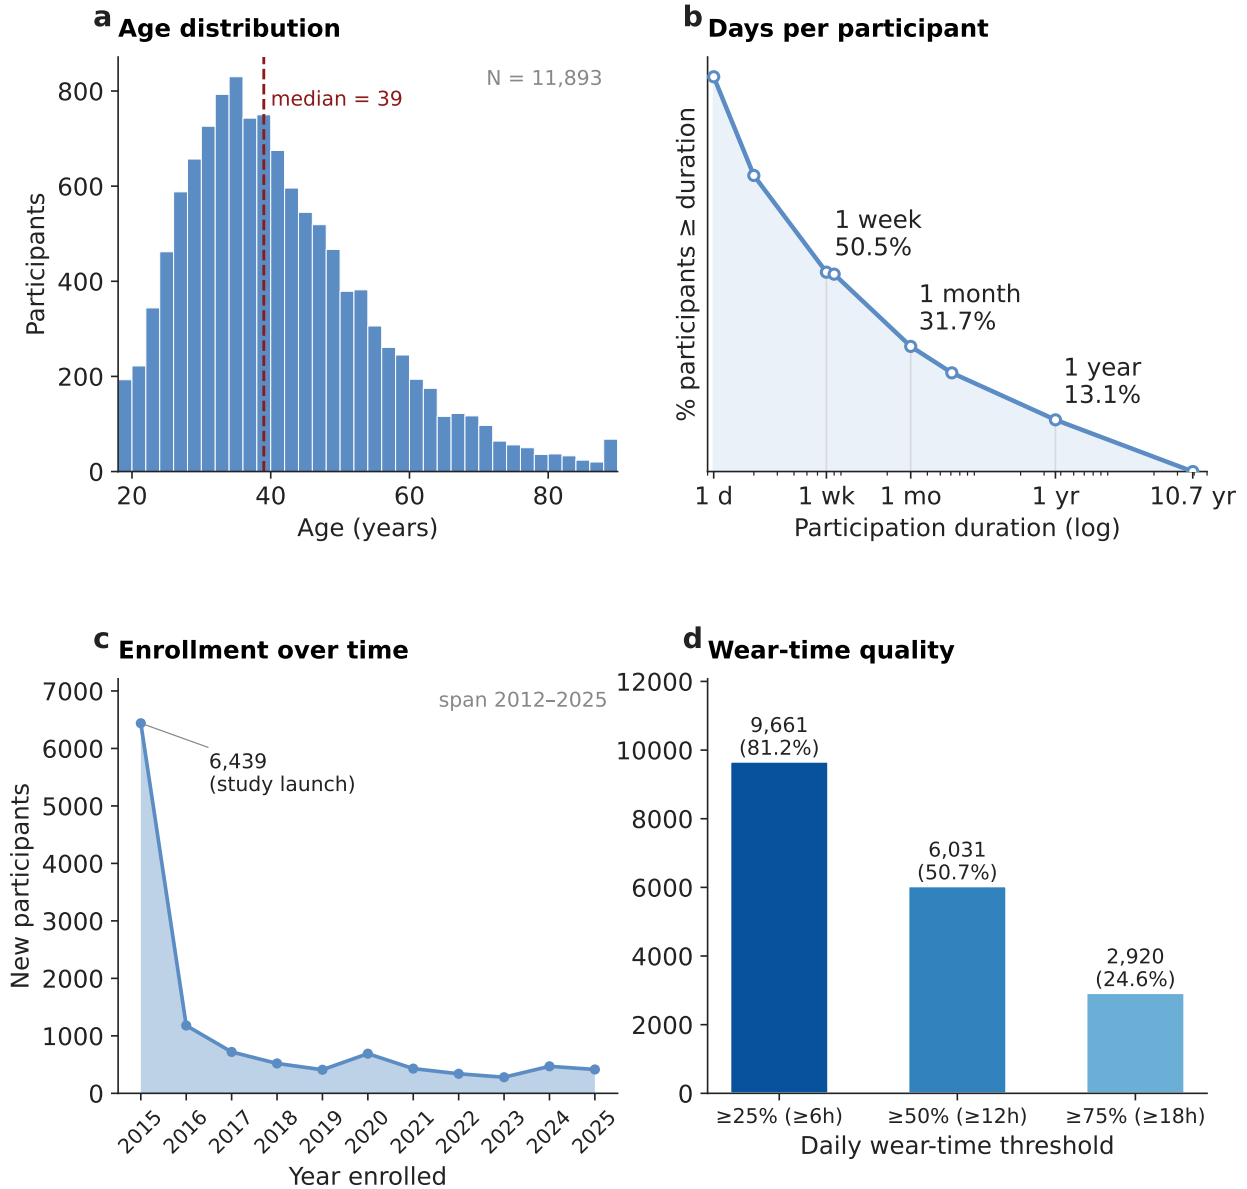 a Age distribution
N = 11,893
median = 39
Participants
800
600
400
200
0
20 40 60 80
Age (years)
b Days per participant
% participants ≥ duration
1 week
50.5%
1 month
31.7%
1 year
13.1%
1 d 1 wk 1 mo 1 yr 10.7 yr
Participation duration (log)
c Enrollment over time
span 2012–2025
New participants
7000
6000
5000
4000
3000
2000
1000
0
6,439
(study launch)
2015 2016 2017 2018 2019 2020 2021 2022 2023 2024 2025
Year enrolled
d Wear-time quality
12000
10000
8000
6000
4000
2000
0
9,661
(81.2%)
6,031
(50.7%)
2,920
(24.6%)
≥25% (≥6h) ≥50% (≥12h) ≥75% (≥18h)
Daily wear-time threshold